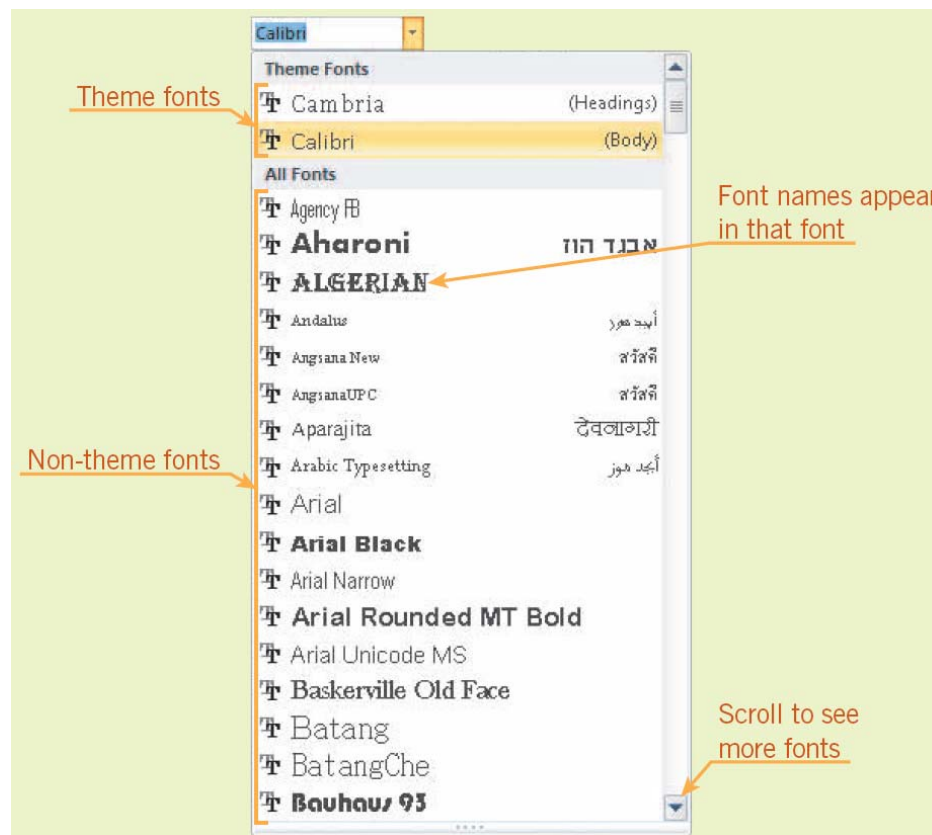 Calibri
Theme Fonts
Theme fonts
Cambria (Headings)
Calibri (Body)
All Fonts
Agency FB
Font names appear
in that font
Aharoni אבגד הוז
ALGERIAN
Andalus أبجد هوز
Angsana New สวัสดี
AngsanaUPC สวัสดี
Aparajita देवनागरी
Non-theme fonts
Arabic Typesetting أبجد هوز
Arial
Arial Black
Arial Narrow
Arial Rounded MT Bold
Arial Unicode MS
Baskerville Old Face
Scroll to see
more fonts
Batang
BatangChe
Bauhaus 93